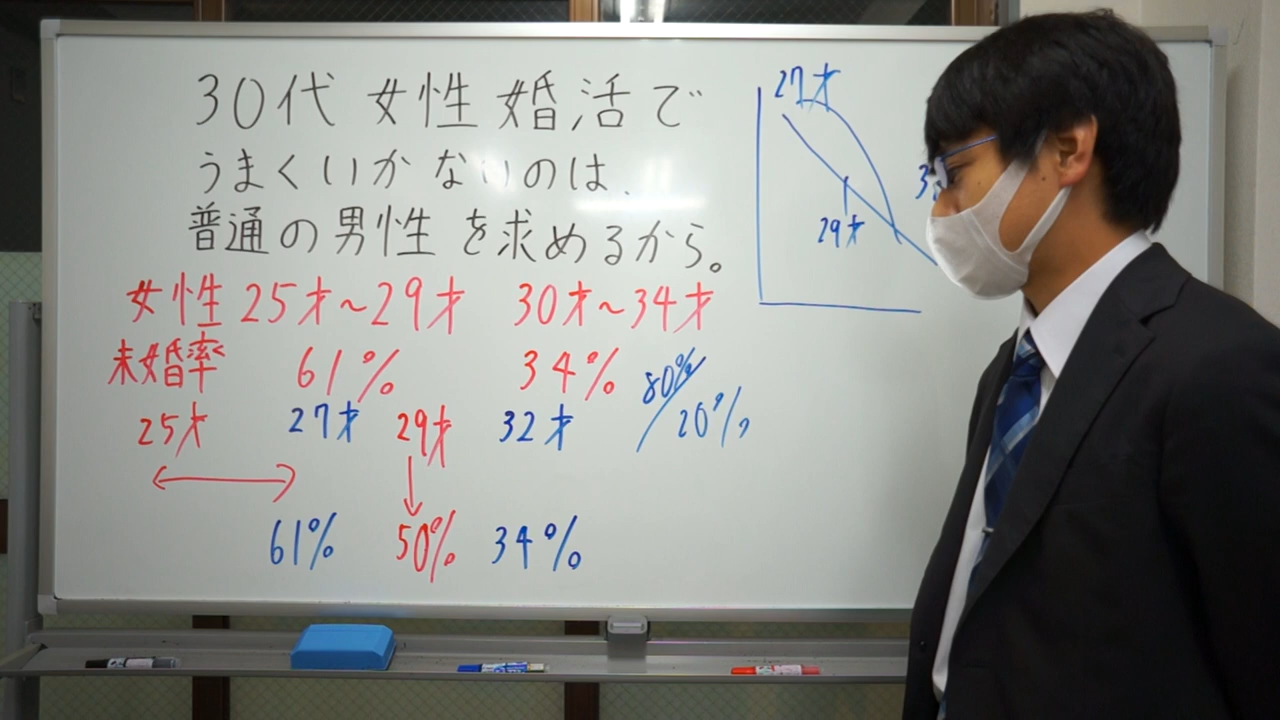 30代 女性 婚活で
うまくいかないのは、
普通の男性を求めるから。
女性 25才～29才 30才～34才
未婚率 61% 34%
80% / 20%
25才 27才 29才 32才
61% 50% 34%
27才
29才